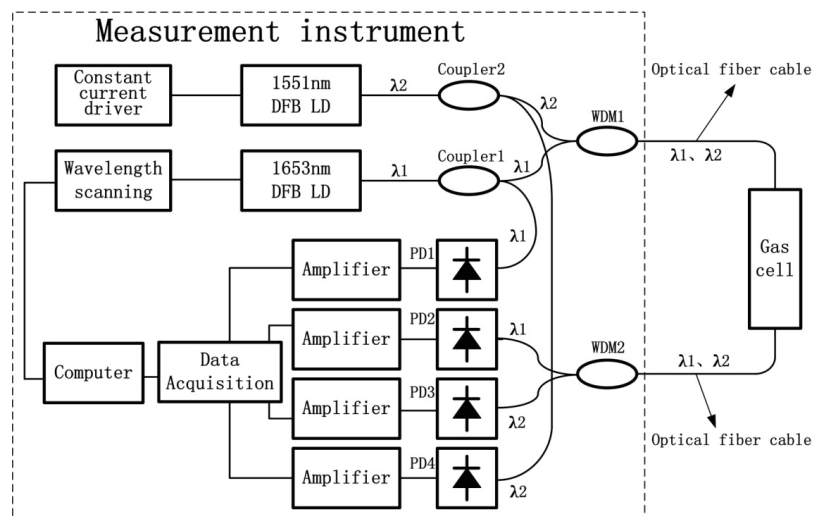 Measurement instrument
Constant
current
driver
1551nm
DFB LD
λ2
Coupler2
λ2
WDM1
Optical fiber cable
λ1、λ2
Wavelength
scanning
1653nm
DFB LD
λ1
Coupler1
λ1
λ1
Gas
cell
Amplifier
PD1
Amplifier
PD2
λ1
WDM2
λ1、λ2
Computer
Data
Acquisition
Amplifier
PD3
λ2
Optical fiber cable
Amplifier
PD4
λ2